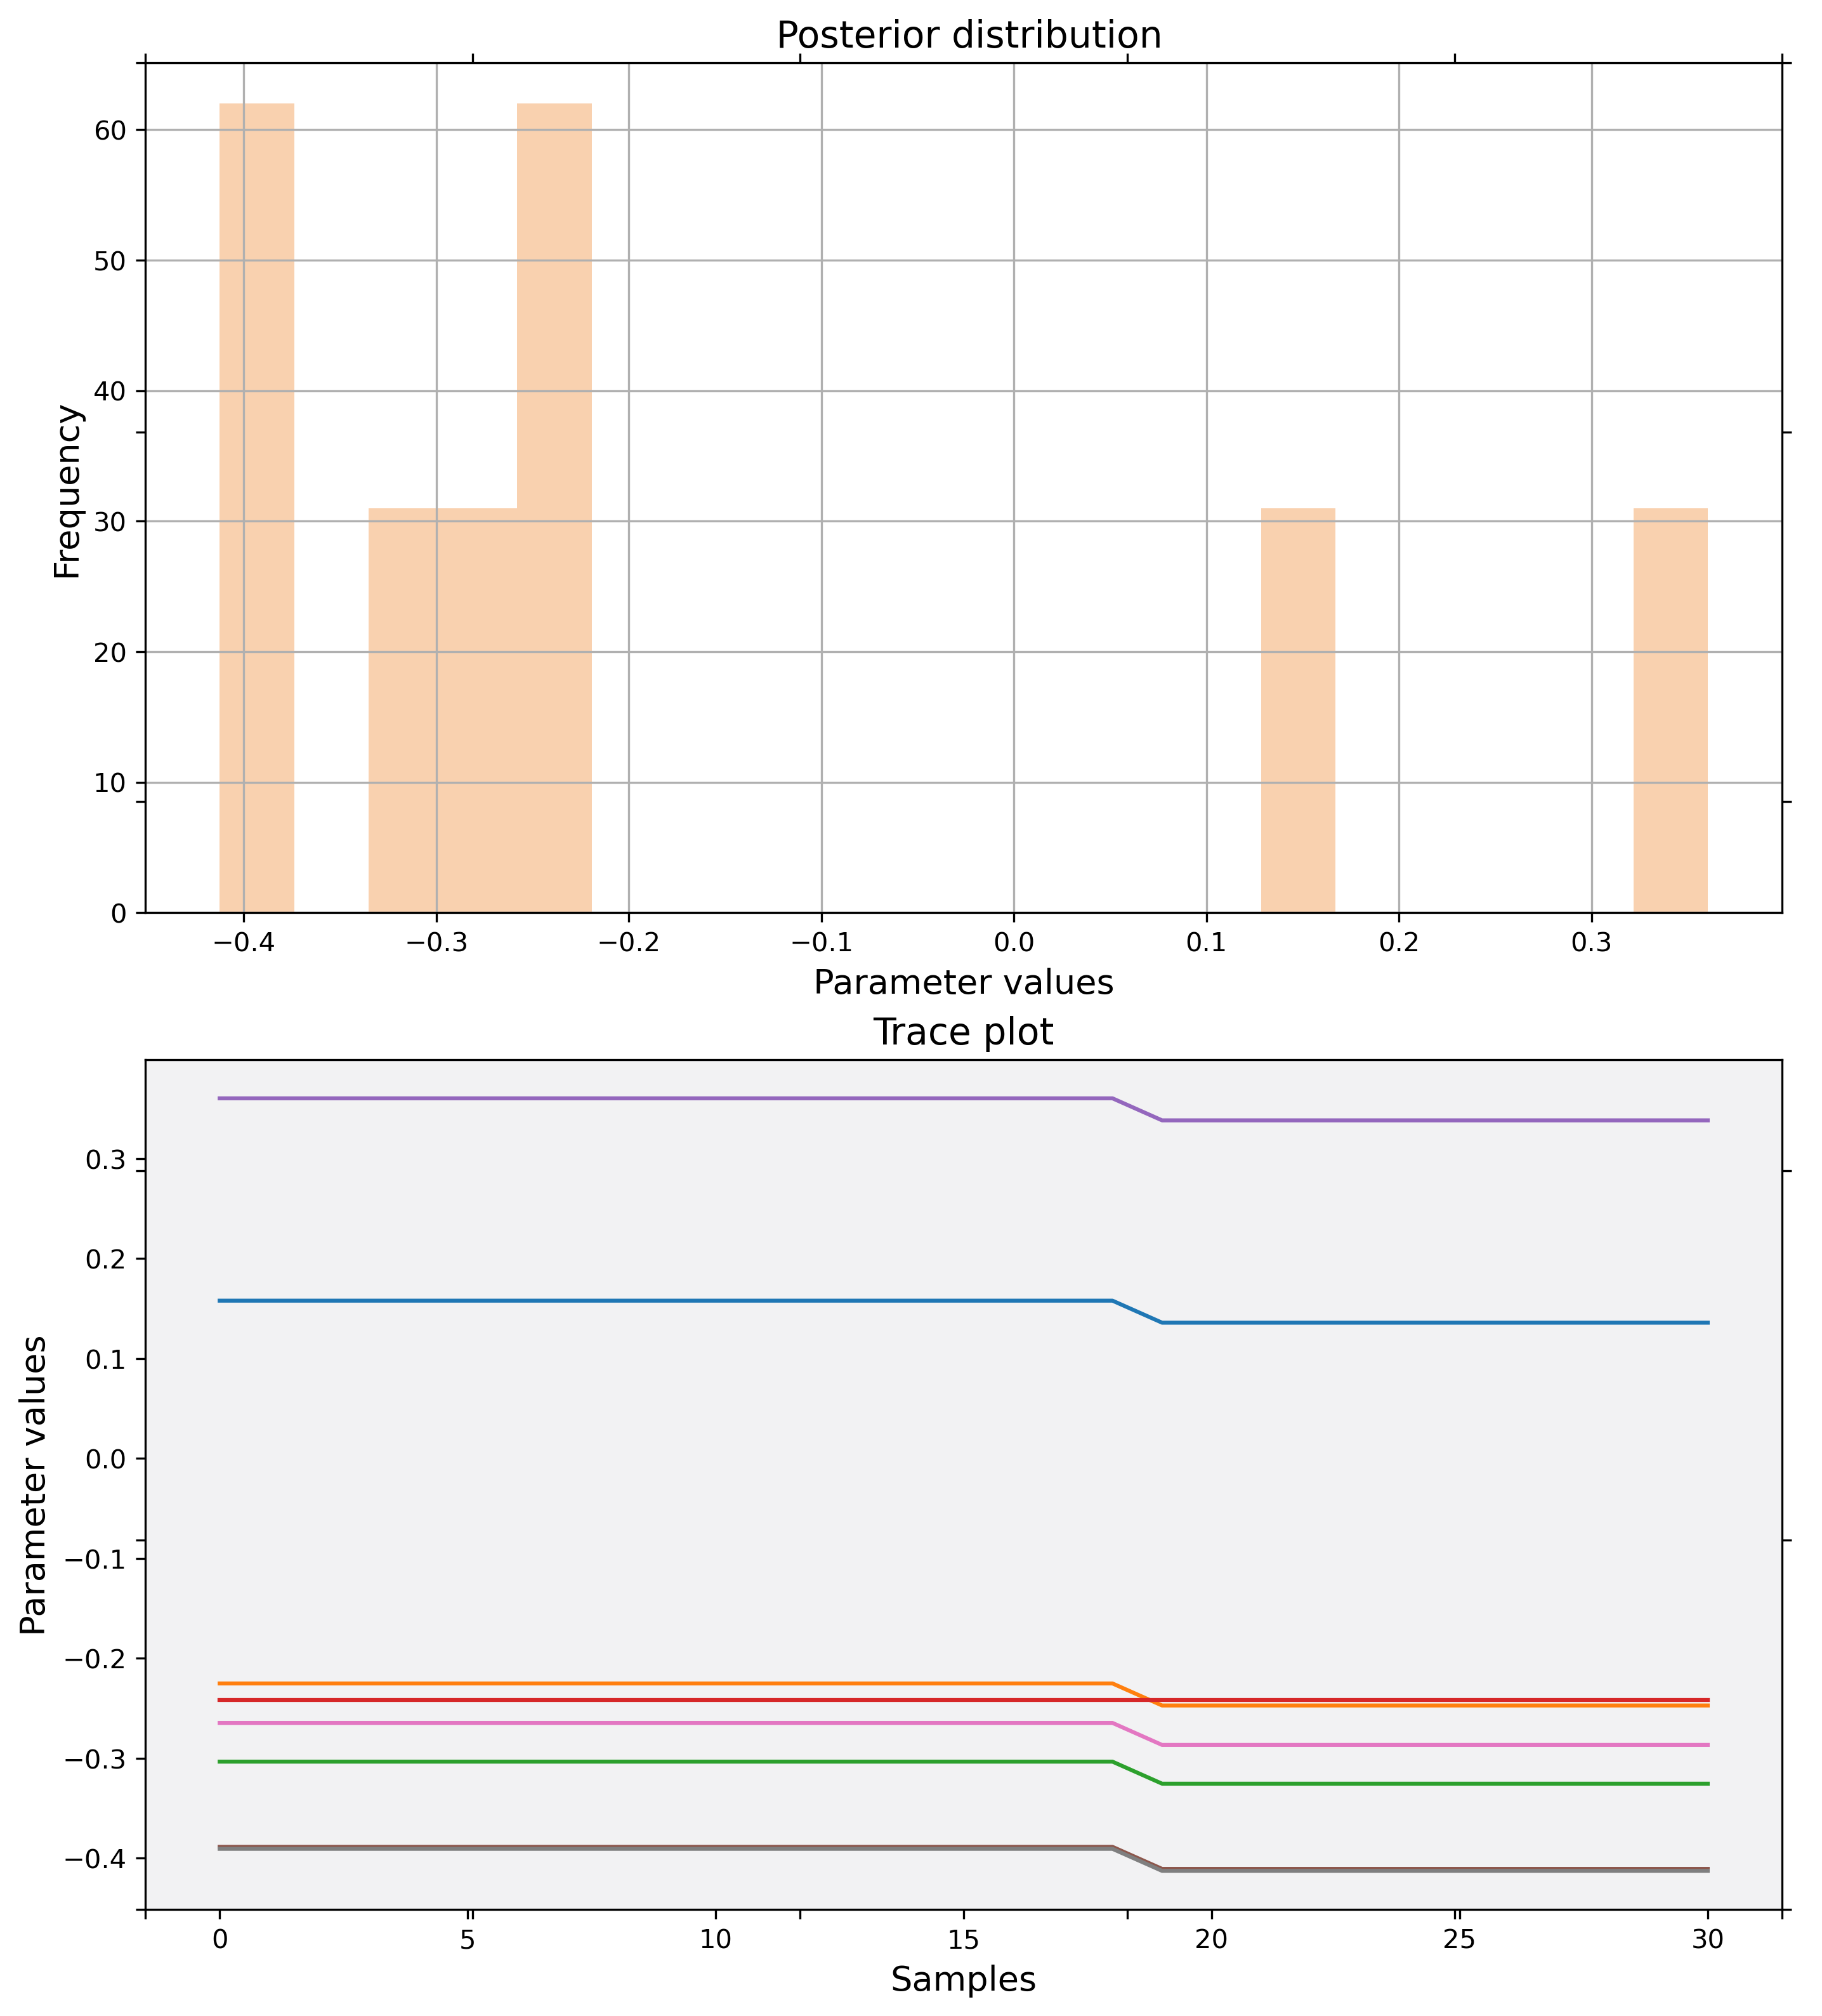 Posterior distribution
60
50
40
30
20
10
0
Frequency
−0.4 −0.3 −0.2 −0.1 0.0 0.1 0.2 0.3
Parameter values
Trace plot
0.3
0.2
0.1
0.0
−0.1
−0.2
−0.3
−0.4
Parameter values
0 5 10 15 20 25 30
Samples